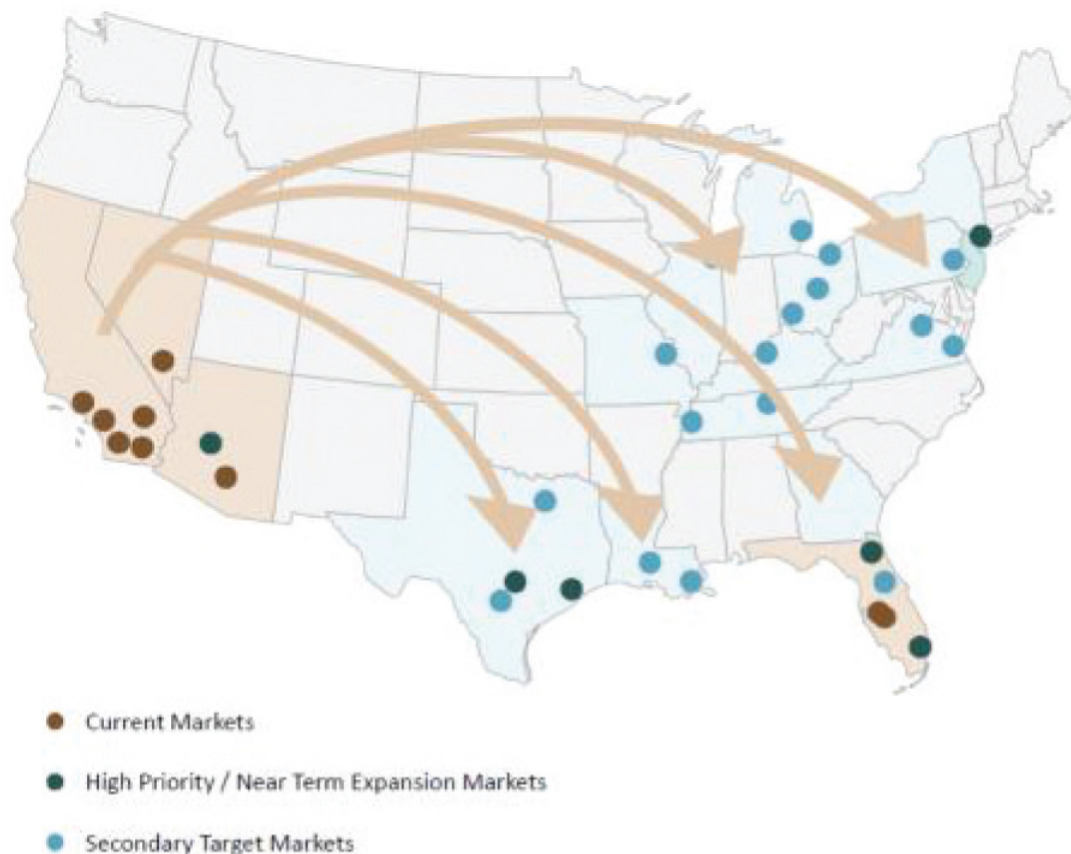 Current Markets
High Priority / Near Term Expansion Markets
Secondary Target Markets